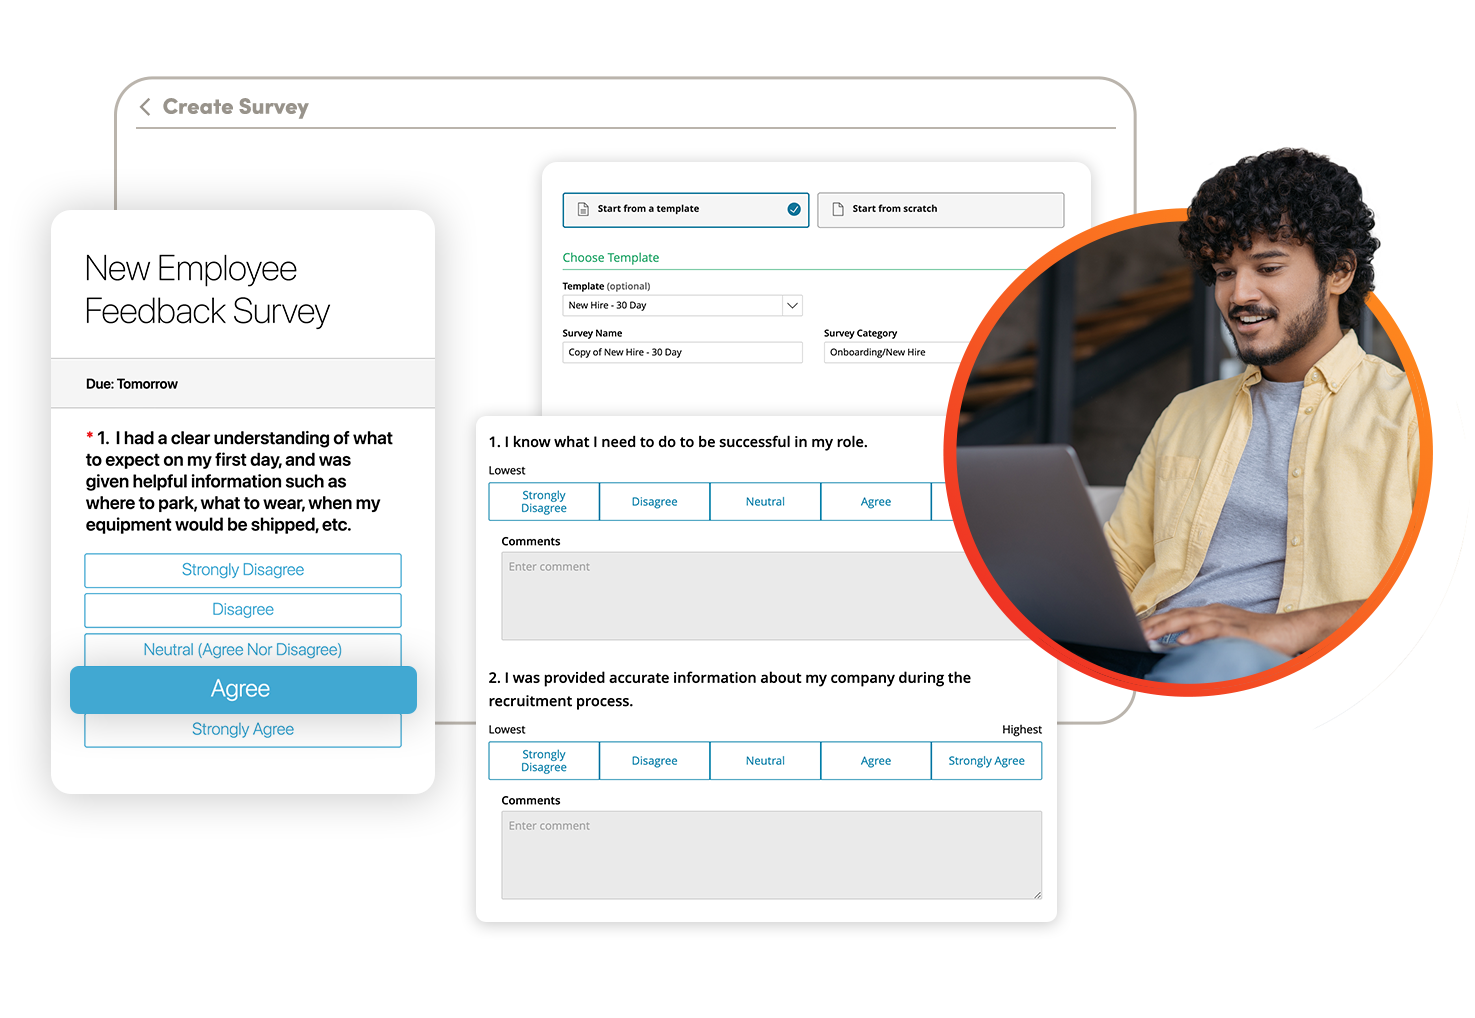 Create Survey
New Employee
Feedback Survey
Due: Tomorrow
* 1. I had a clear understanding of what
to expect on my first day, and was
given helpful information such as
where to park, what to wear, when my
equipment would be shipped, etc.
Strongly Disagree
Disagree
Neutral (Agree Nor Disagree)
Agree
Strongly Agree
Start from a template
Start from scratch
Choose Template
Template (optional)
New Hire - 30 Day
Survey Name
Survey Category
Copy of New Hire - 30 Day
Onboarding/New Hire
1. I know what I need to do to be successful in my role.
Lowest
Strongly
Disagree
Disagree
Neutral
Agree
Comments
Enter comment
2. I was provided accurate information about my company during the
recruitment process.
Lowest
Highest
Strongly
Disagree
Disagree
Neutral
Agree
Strongly Agree
Comments
Enter comment